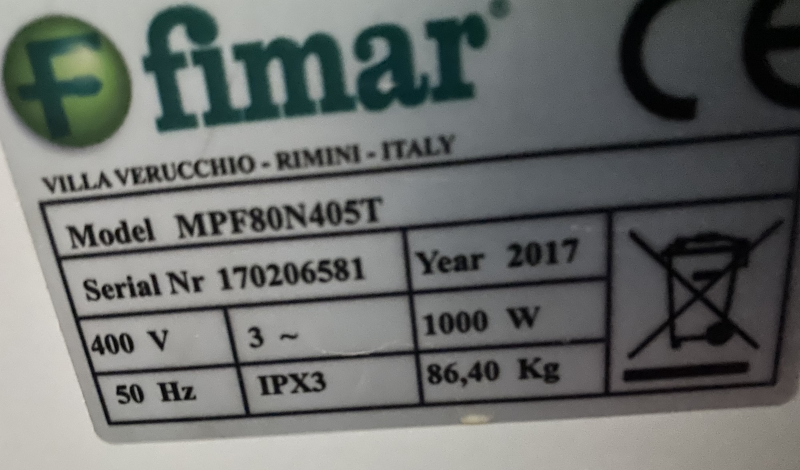 F fimar®
CE
VILLA VERUCCHIO - RIMINI - ITALY
Model MPF80N405T
Serial Nr 170206581 Year 2017
400 V 3 ~ 1000 W
50 Hz IPX3 86,40 Kg